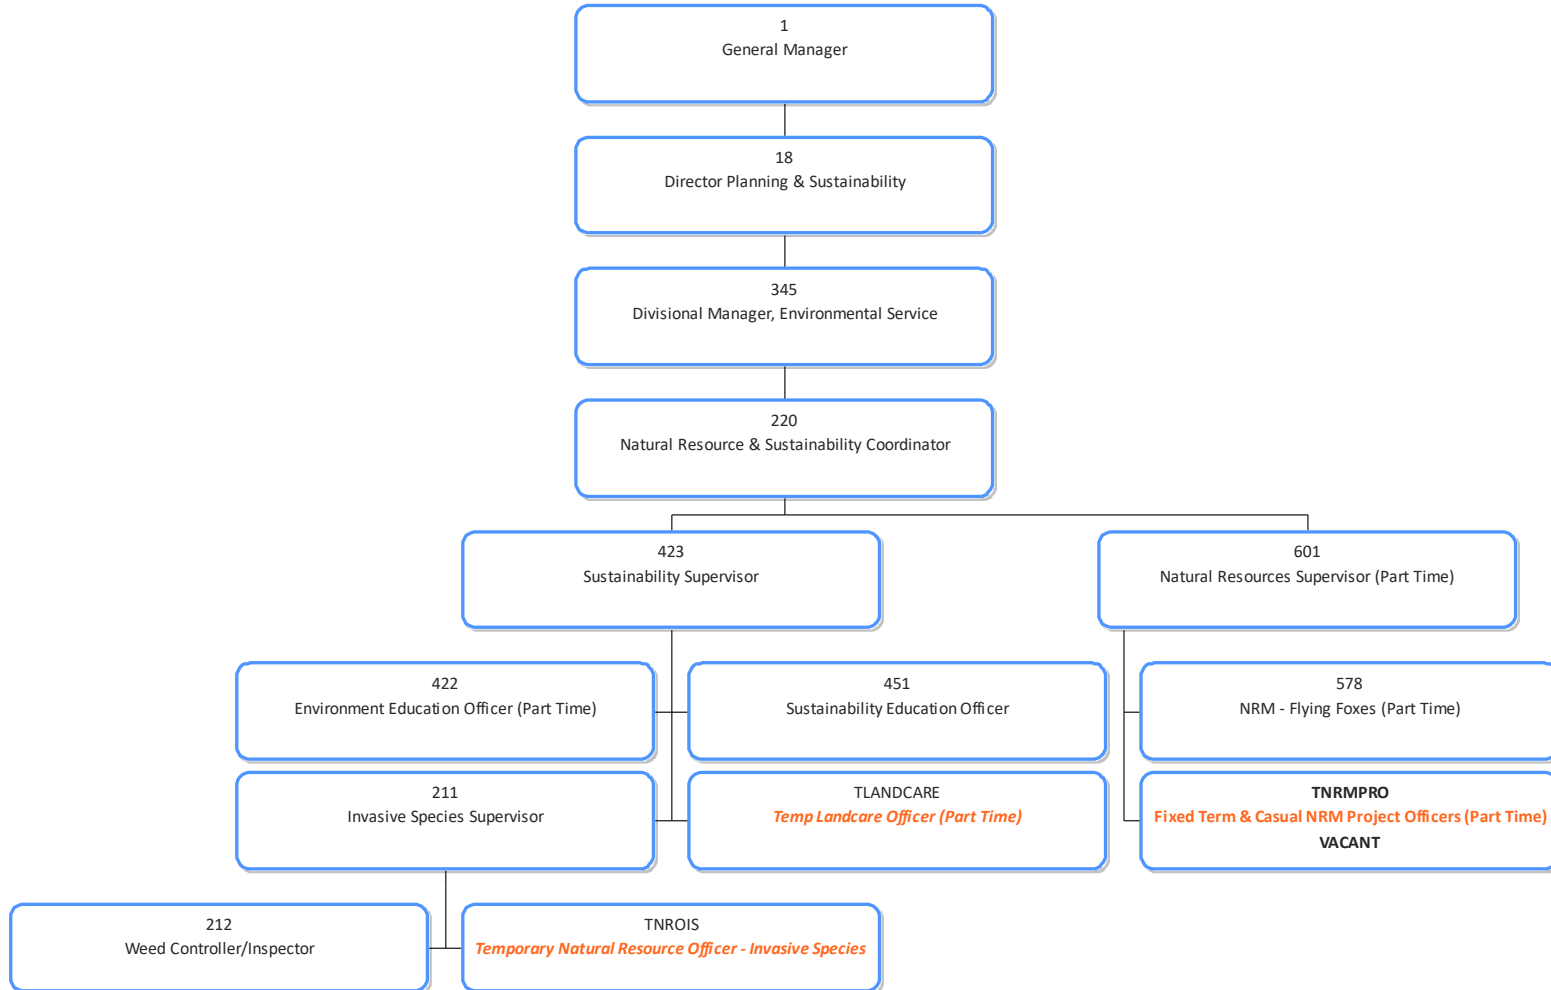 1
General Manager
18
Director Planning & Sustainability
345
Divisional Manager, Environmental Service
220
Natural Resource & Sustainability Coordinator
423
Sustainability Supervisor
601
Natural Resources Supervisor (Part Time)
422
Environment Education Officer (Part Time)
451
Sustainability Education Officer
578
NRM - Flying Foxes (Part Time)
211
Invasive Species Supervisor
TLANDCARE
Temp Landcare Officer (Part Time)
TNRMPRO
Fixed Term & Casual NRM Project Officers (Part Time)
VACANT
212
Weed Controller/Inspector
TNROIS
Temporary Natural Resource Officer - Invasive Species